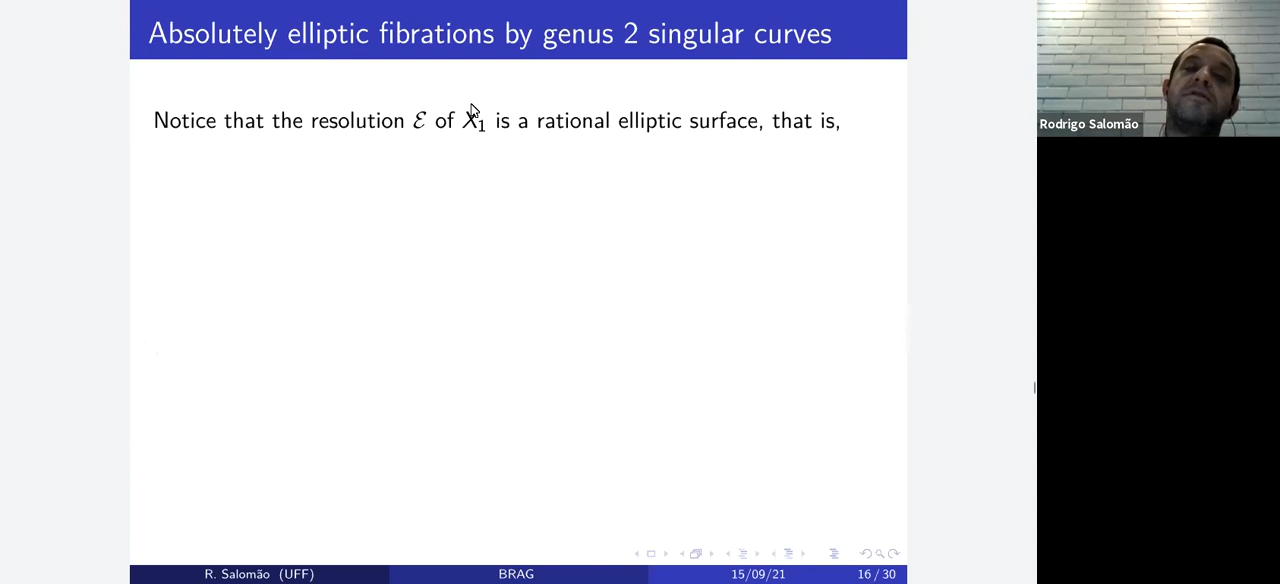 Absolutely elliptic fibrations by genus 2 singular curves
Notice that the resolution ℰ of X₁ is a rational elliptic surface, that is,
Rodrigo Salomão
R. Salomão (UFF) BRAG 15/09/21 16 / 30